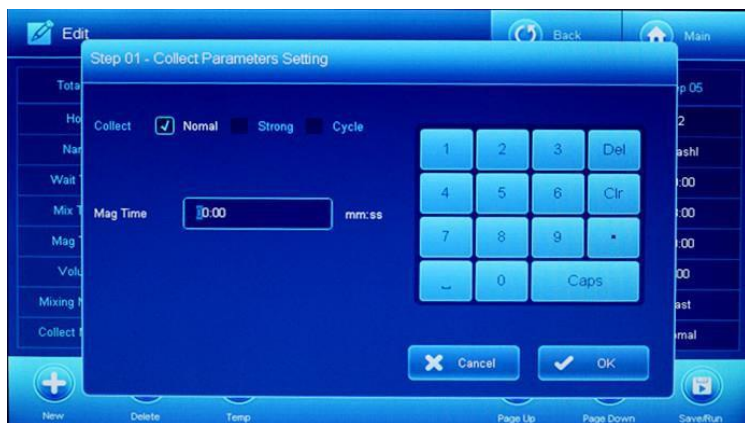 Edit
Back
Main
Step 01 - Collect Parameters Setting
Collect Nomal Strong Cycle
Mag Time 00:00 mm:ss
1 2 3 Del
4 5 6 Clr
7 8 9 .
0 Caps
Cancel OK
Tota
Ho
Nar
Wait
Mix T
Mag
Volu
Mixing
Collect
05
2
ashl
:00
:00
:00
00
ast
mal
New Delete Temp Page Up Page Down Save/Run